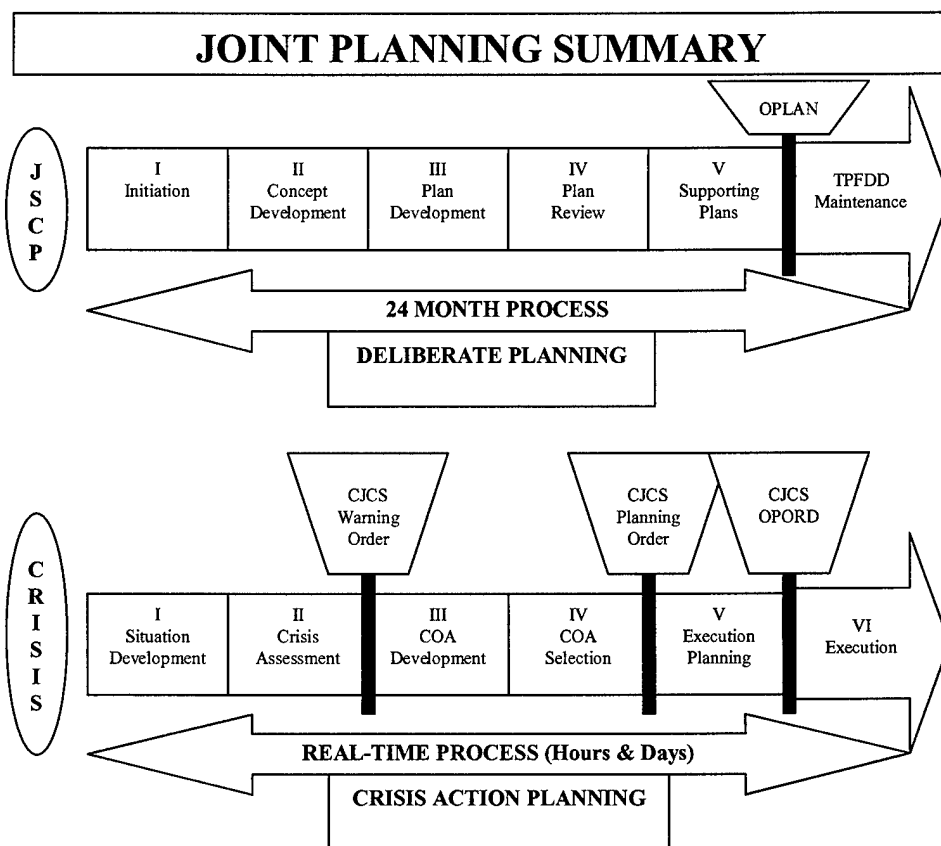 JOINT PLANNING SUMMARY
OPLAN
J
S
C
P
I
Initiation
II
Concept
Development
III
Plan
Development
IV
Plan
Review
V
Supporting
Plans
TPFDD
Maintenance
24 MONTH PROCESS
DELIBERATE PLANNING
CJCS
Warning
Order
CJCS
Planning
Order
CJCS
OPORD
C
R
I
S
I
S
I
Situation
Development
II
Crisis
Assessment
III
COA
Development
IV
COA
Selection
V
Execution
Planning
VI
Execution
REAL-TIME PROCESS (Hours & Days)
CRISIS ACTION PLANNING